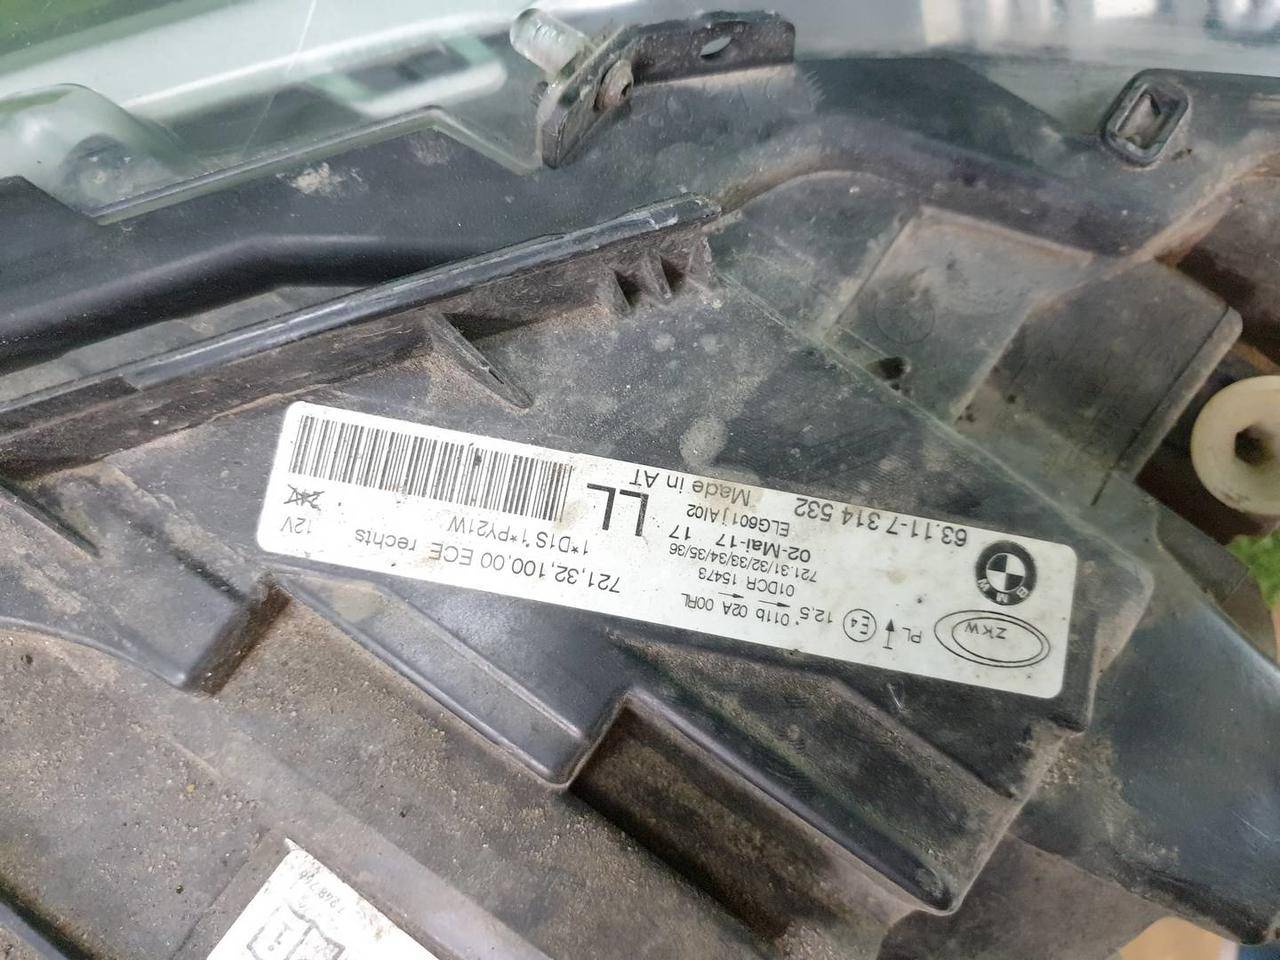 BMW
63.11-7 314 532
ELG601jAI02
02-Mai-17 17
721.31/32/33/34/35/36
01DCR 15473
011b 02A 00RL
12.5
E4
PL
ZKW
Made in AT
LL
1*D1S 1*PY21W
721,32,100,00 ECE rechts
12V